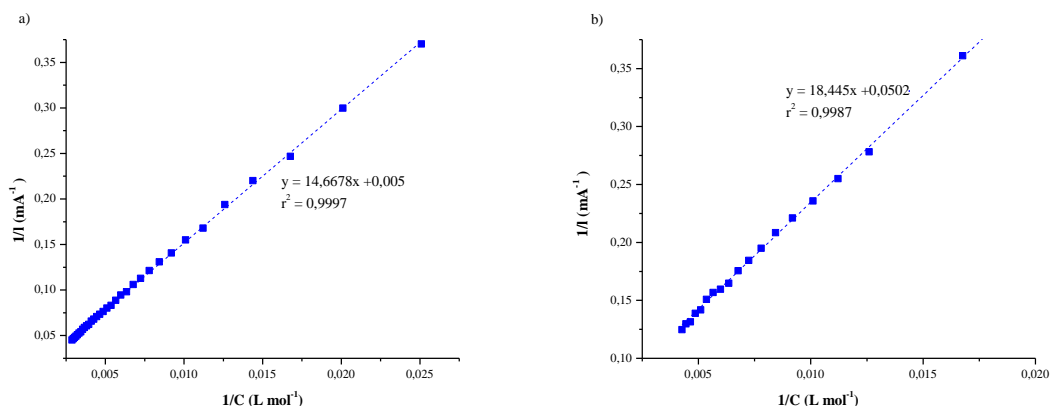 a)
0,35
0,30
0,25
0,20
0,15
0,10
0,05
1/I (mA⁻¹)
y = 14,6678x +0,005
r² = 0,9997
0,005 0,010 0,015 0,020 0,025
1/C (L mol⁻¹)
b)
0,35
0,30
0,25
0,20
0,15
0,10
1/I (mA⁻¹)
y = 18,445x +0,0502
r² = 0,9987
0,005 0,010 0,015 0,020
1/C (L mol⁻¹)